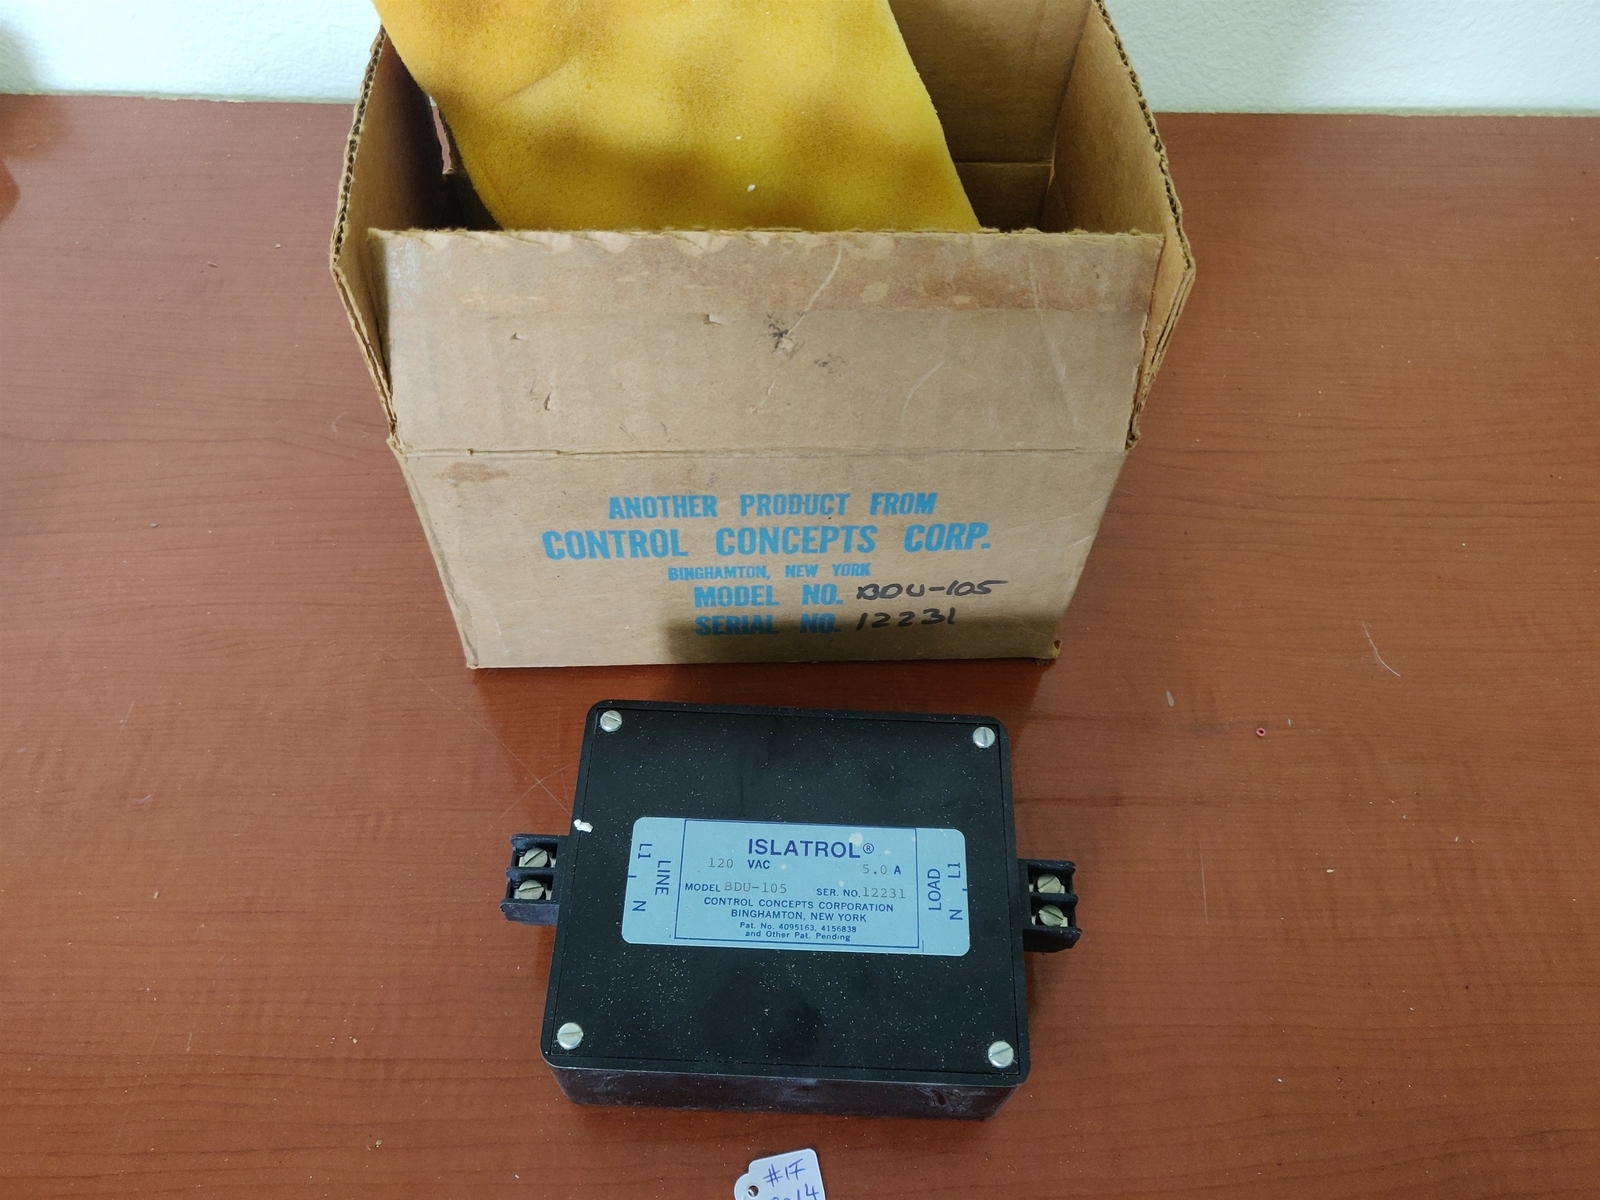 ANOTHER PRODUCT FROM
CONTROL CONCEPTS CORP.
BINGHAMTON, NEW YORK
MODEL NO. BDU-105
SERIAL NO. 12231
ISLATROL®
120 VAC 5.0 A
MODEL BDU-105 SER. NO. 12231
CONTROL CONCEPTS CORPORATION
BINGHAMTON, NEW YORK
Pat. No. 4095163, 4156838
and Other Pat. Pending
LINE
L1 N
LOAD
L1 N
#17